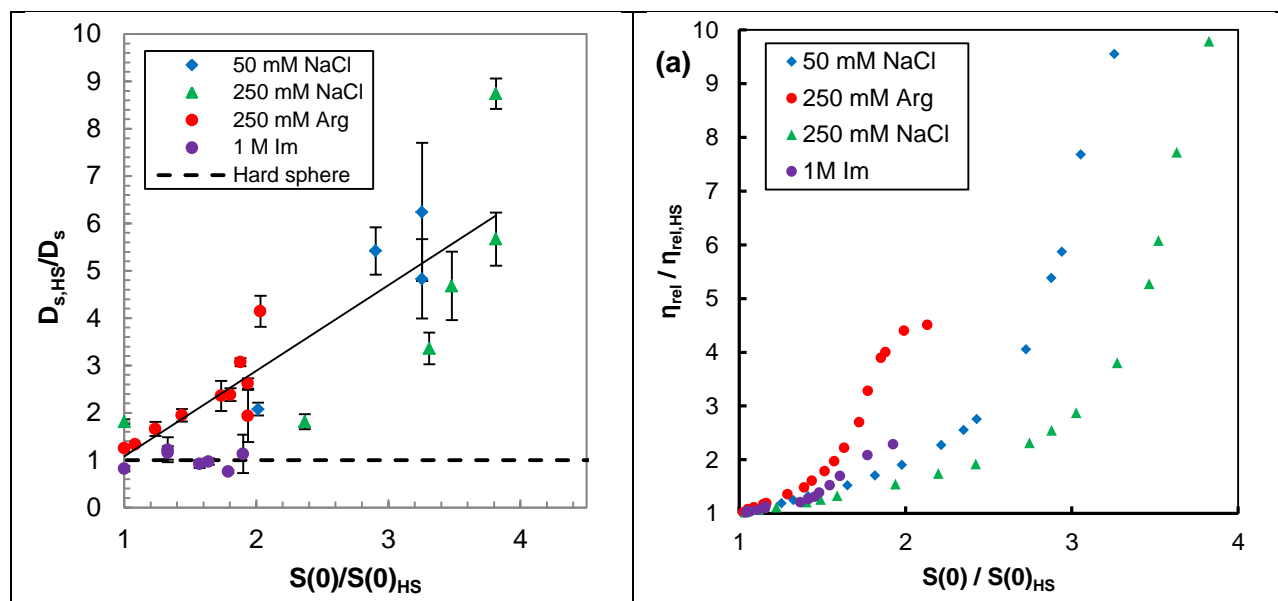 10
9
8
7
6
5
4
3
2
1
0
D_s,HS/D_s
50 mM NaCl
250 mM NaCl
250 mM Arg
1 M Im
Hard sphere
1
2
3
4
S(0)/S(0)_HS
(a)
10
9
8
7
6
5
4
3
2
1
η_rel / η_rel,HS
50 mM NaCl
250 mM Arg
250 mM NaCl
1M Im
1
2
3
4
S(0) / S(0)_HS